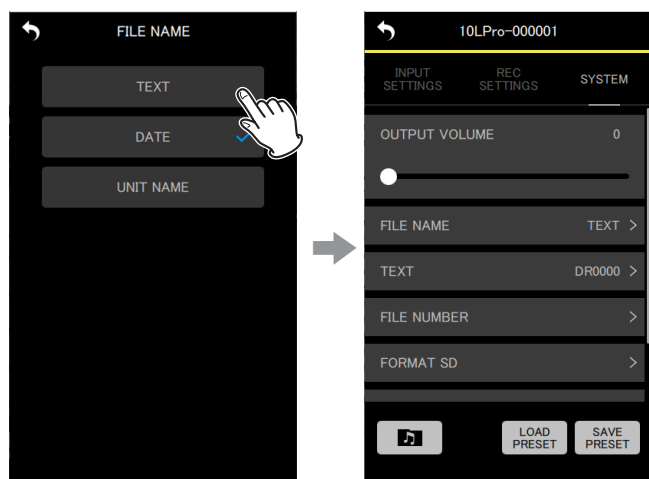 FILE NAME
TEXT
DATE
UNIT NAME
10LPro-000001
INPUT SETTINGS
REC SETTINGS
SYSTEM
OUTPUT VOLUME 0
FILE NAME TEXT >
TEXT DR0000 >
FILE NUMBER >
FORMAT SD >
LOAD PRESET
SAVE PRESET